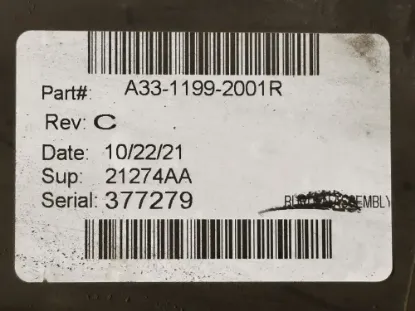 Part#: A33-1199-2001R
Rev: C
Date: 10/22/21
Sup: 21274AA
Serial: 377279